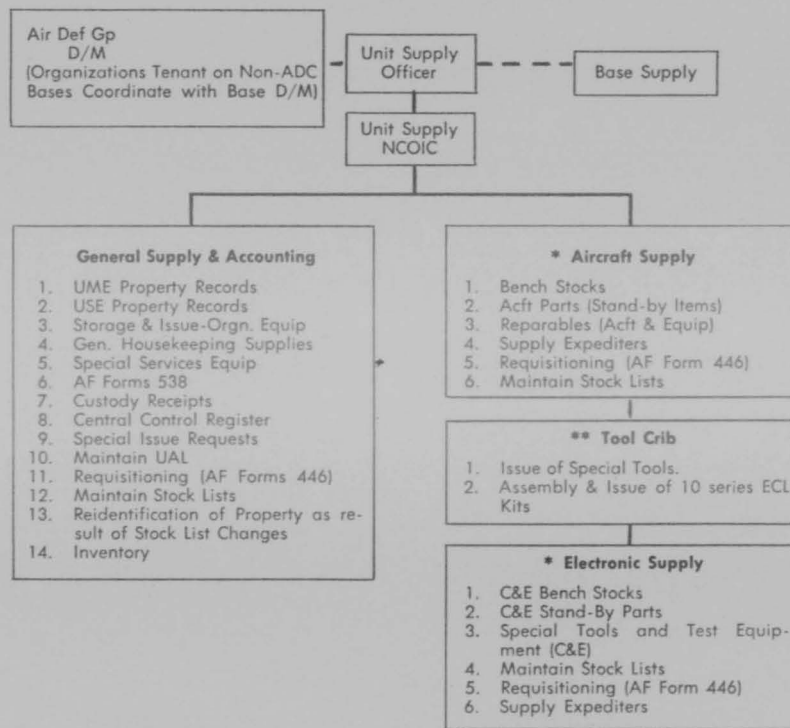 Air Def Gp
D/M
(Organizations Tenant on Non-ADC
Bases Coordinate with Base D/M)
Unit Supply
Officer
Base Supply
Unit Supply
NCOIC
General Supply & Accounting
1. UME Property Records
2. USE Property Records
3. Storage & Issue-Orgn. Equip
4. Gen. Housekeeping Supplies
5. Special Services Equip
6. AF Forms 538
7. Custody Receipts
8. Central Control Register
9. Special Issue Requests
10. Maintain UAL
11. Requisitioning (AF Forms 446)
12. Maintain Stock Lists
13. Reidentification of Property as re-
sult of Stock List Changes
14. Inventory
* Aircraft Supply
1. Bench Stocks
2. Acft Parts (Stand-by Items)
3. Reparables (Acft & Equip)
4. Supply Expediters
5. Requisitioning (AF Form 446)
6. Maintain Stock Lists
** Tool Crib
1. Issue of Special Tools.
2. Assembly & Issue of 10 series ECL
Kits
* Electronic Supply
1. C&E Bench Stocks
2. C&E Stand-By Parts
3. Special Tools and Test Equip-
ment (C&E)
4. Maintain Stock Lists
5. Requisitioning (AF Form 446)
6. Supply Expediters